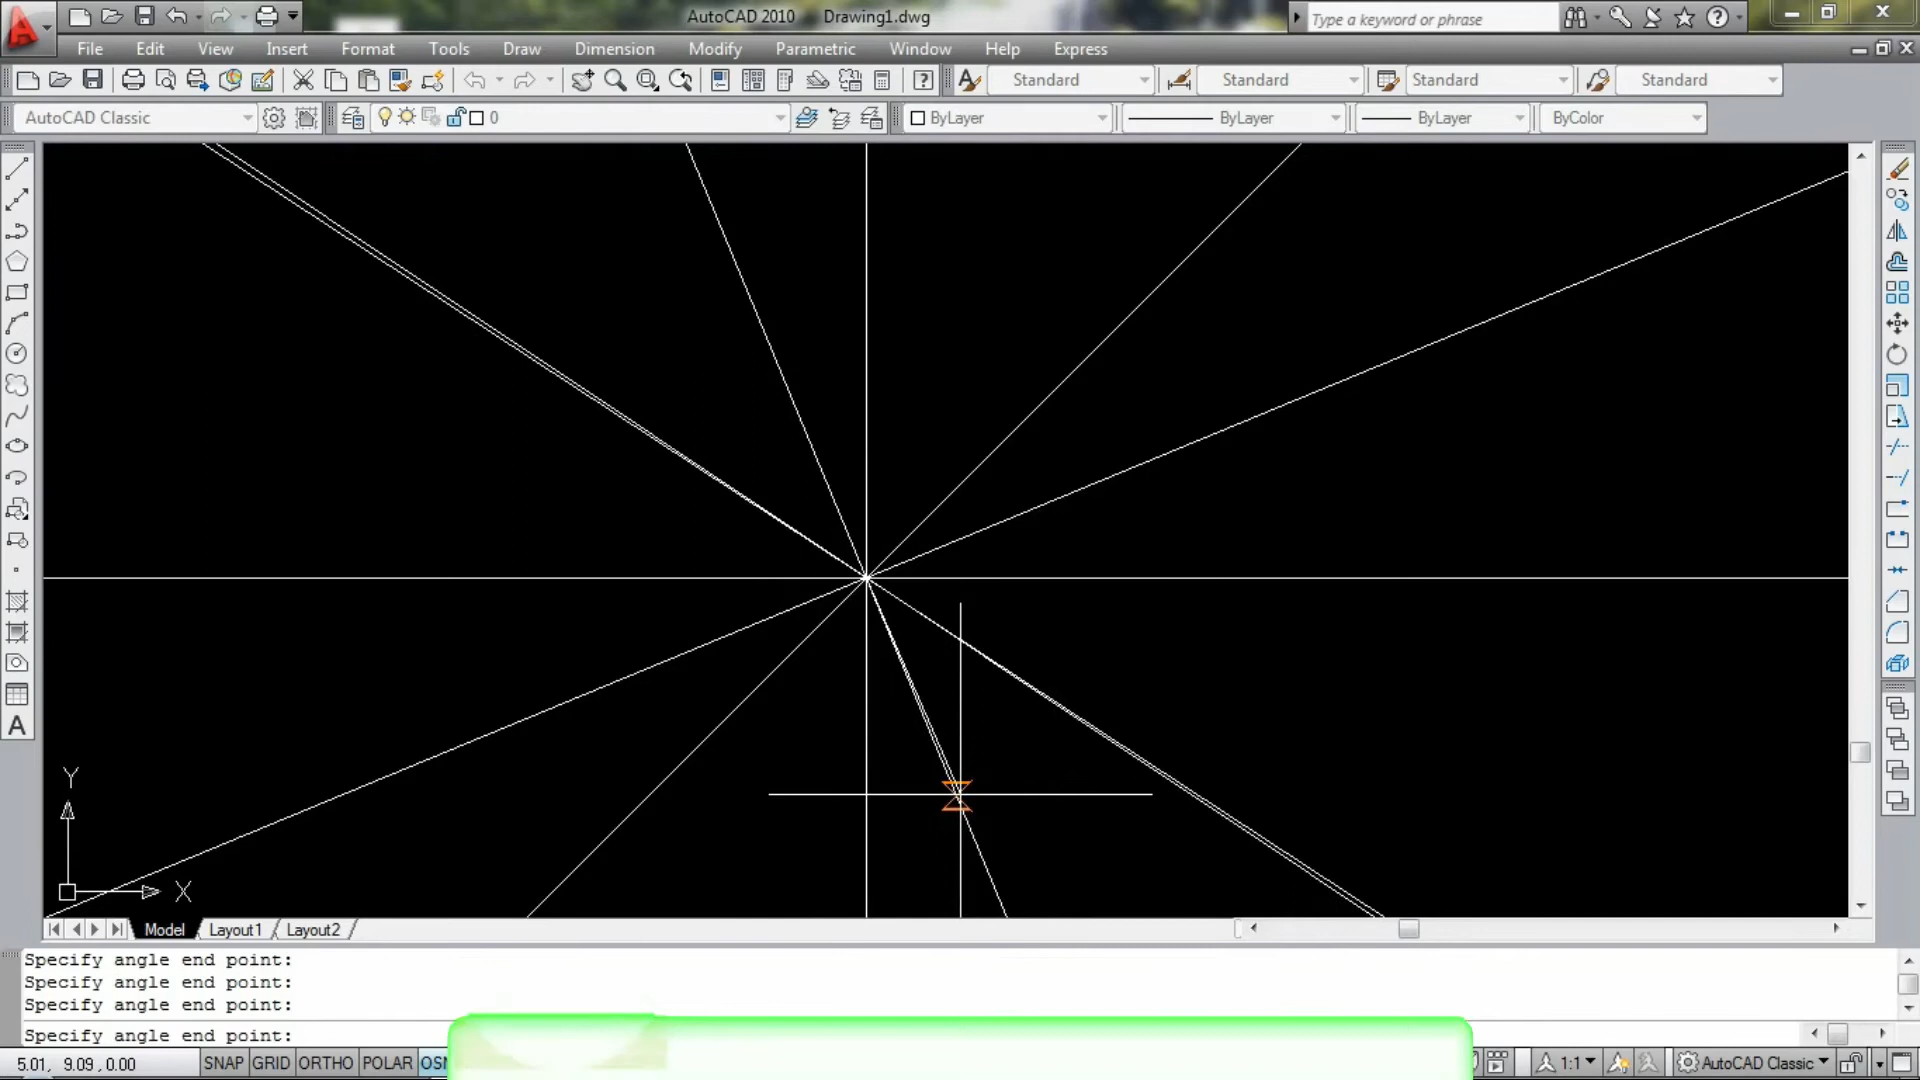 AutoCAD 2010 Drawing1.dwg Type a keyword or phrase
File Edit View Insert Format Tools Draw Dimension Modify Parametric Window Help Express
Standard Standard Standard Standard
AutoCAD Classic 0 ByLayer ByLayer ByLayer ByColor
A
Y
X
Model Layout1 Layout2
Specify angle end point:
Specify angle end point:
Specify angle end point:
Specify angle end point:
5.01, 9.09 , 0.00 SNAP GRID ORTHO POLAR OSN 1:1 AutoCAD Classic